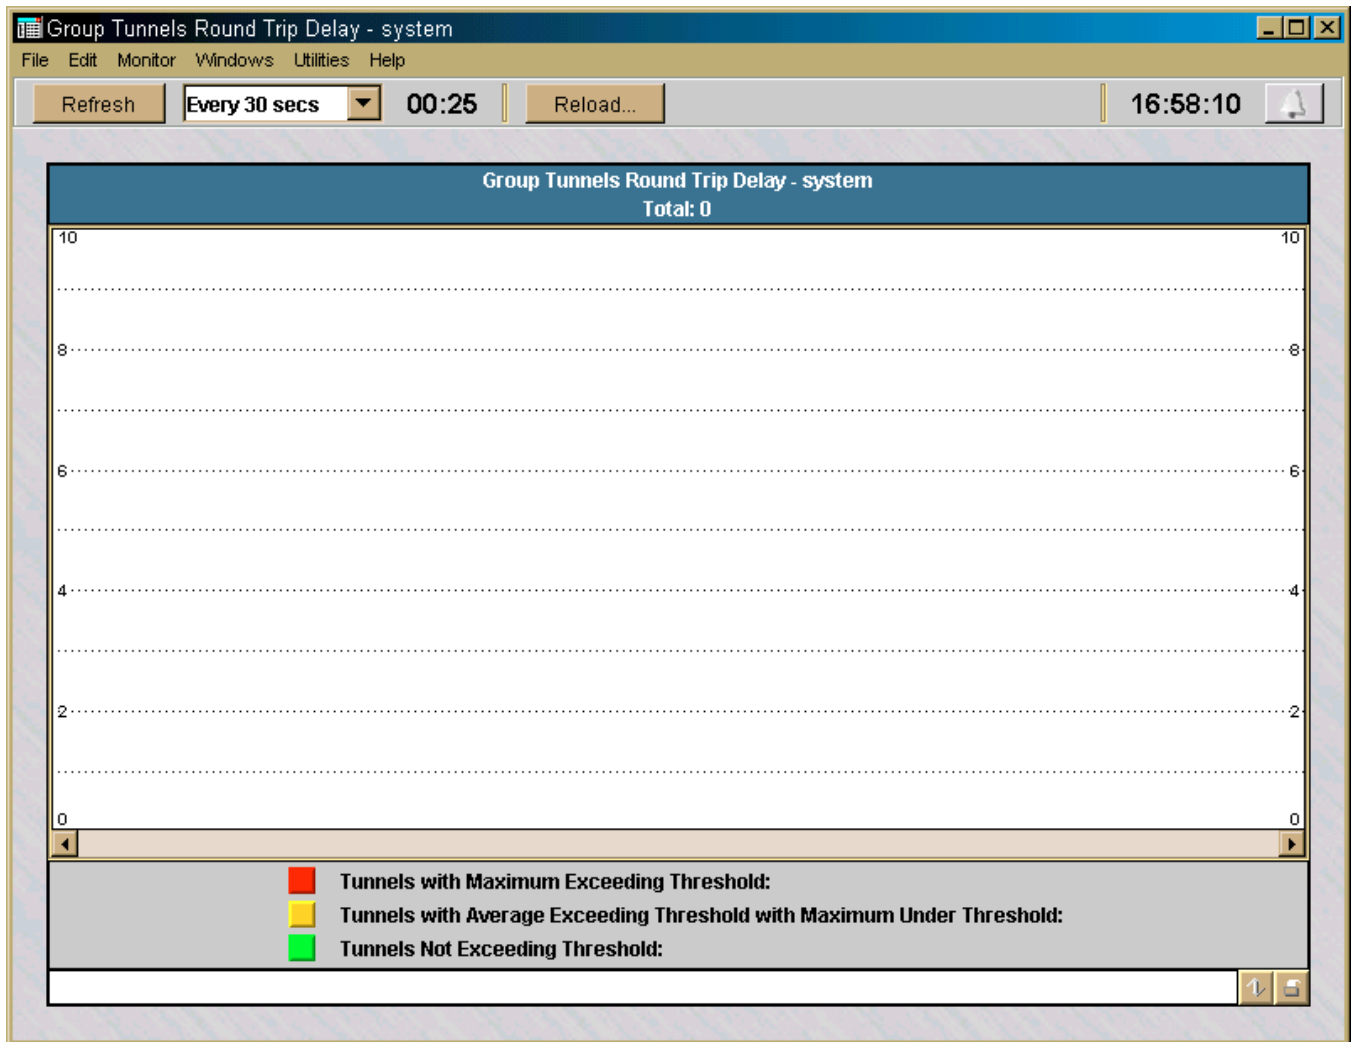 Group Tunnels Round Trip Delay - system
File Edit Monitor Windows Utilities Help
Refresh Every 30 secs 00:25 Reload... 16:58:10
Group Tunnels Round Trip Delay - system
Total: 0
10 10
8 8
6 6
4 4
2 2
0 0
Tunnels with Maximum Exceeding Threshold:
Tunnels with Average Exceeding Threshold with Maximum Under Threshold:
Tunnels Not Exceeding Threshold: